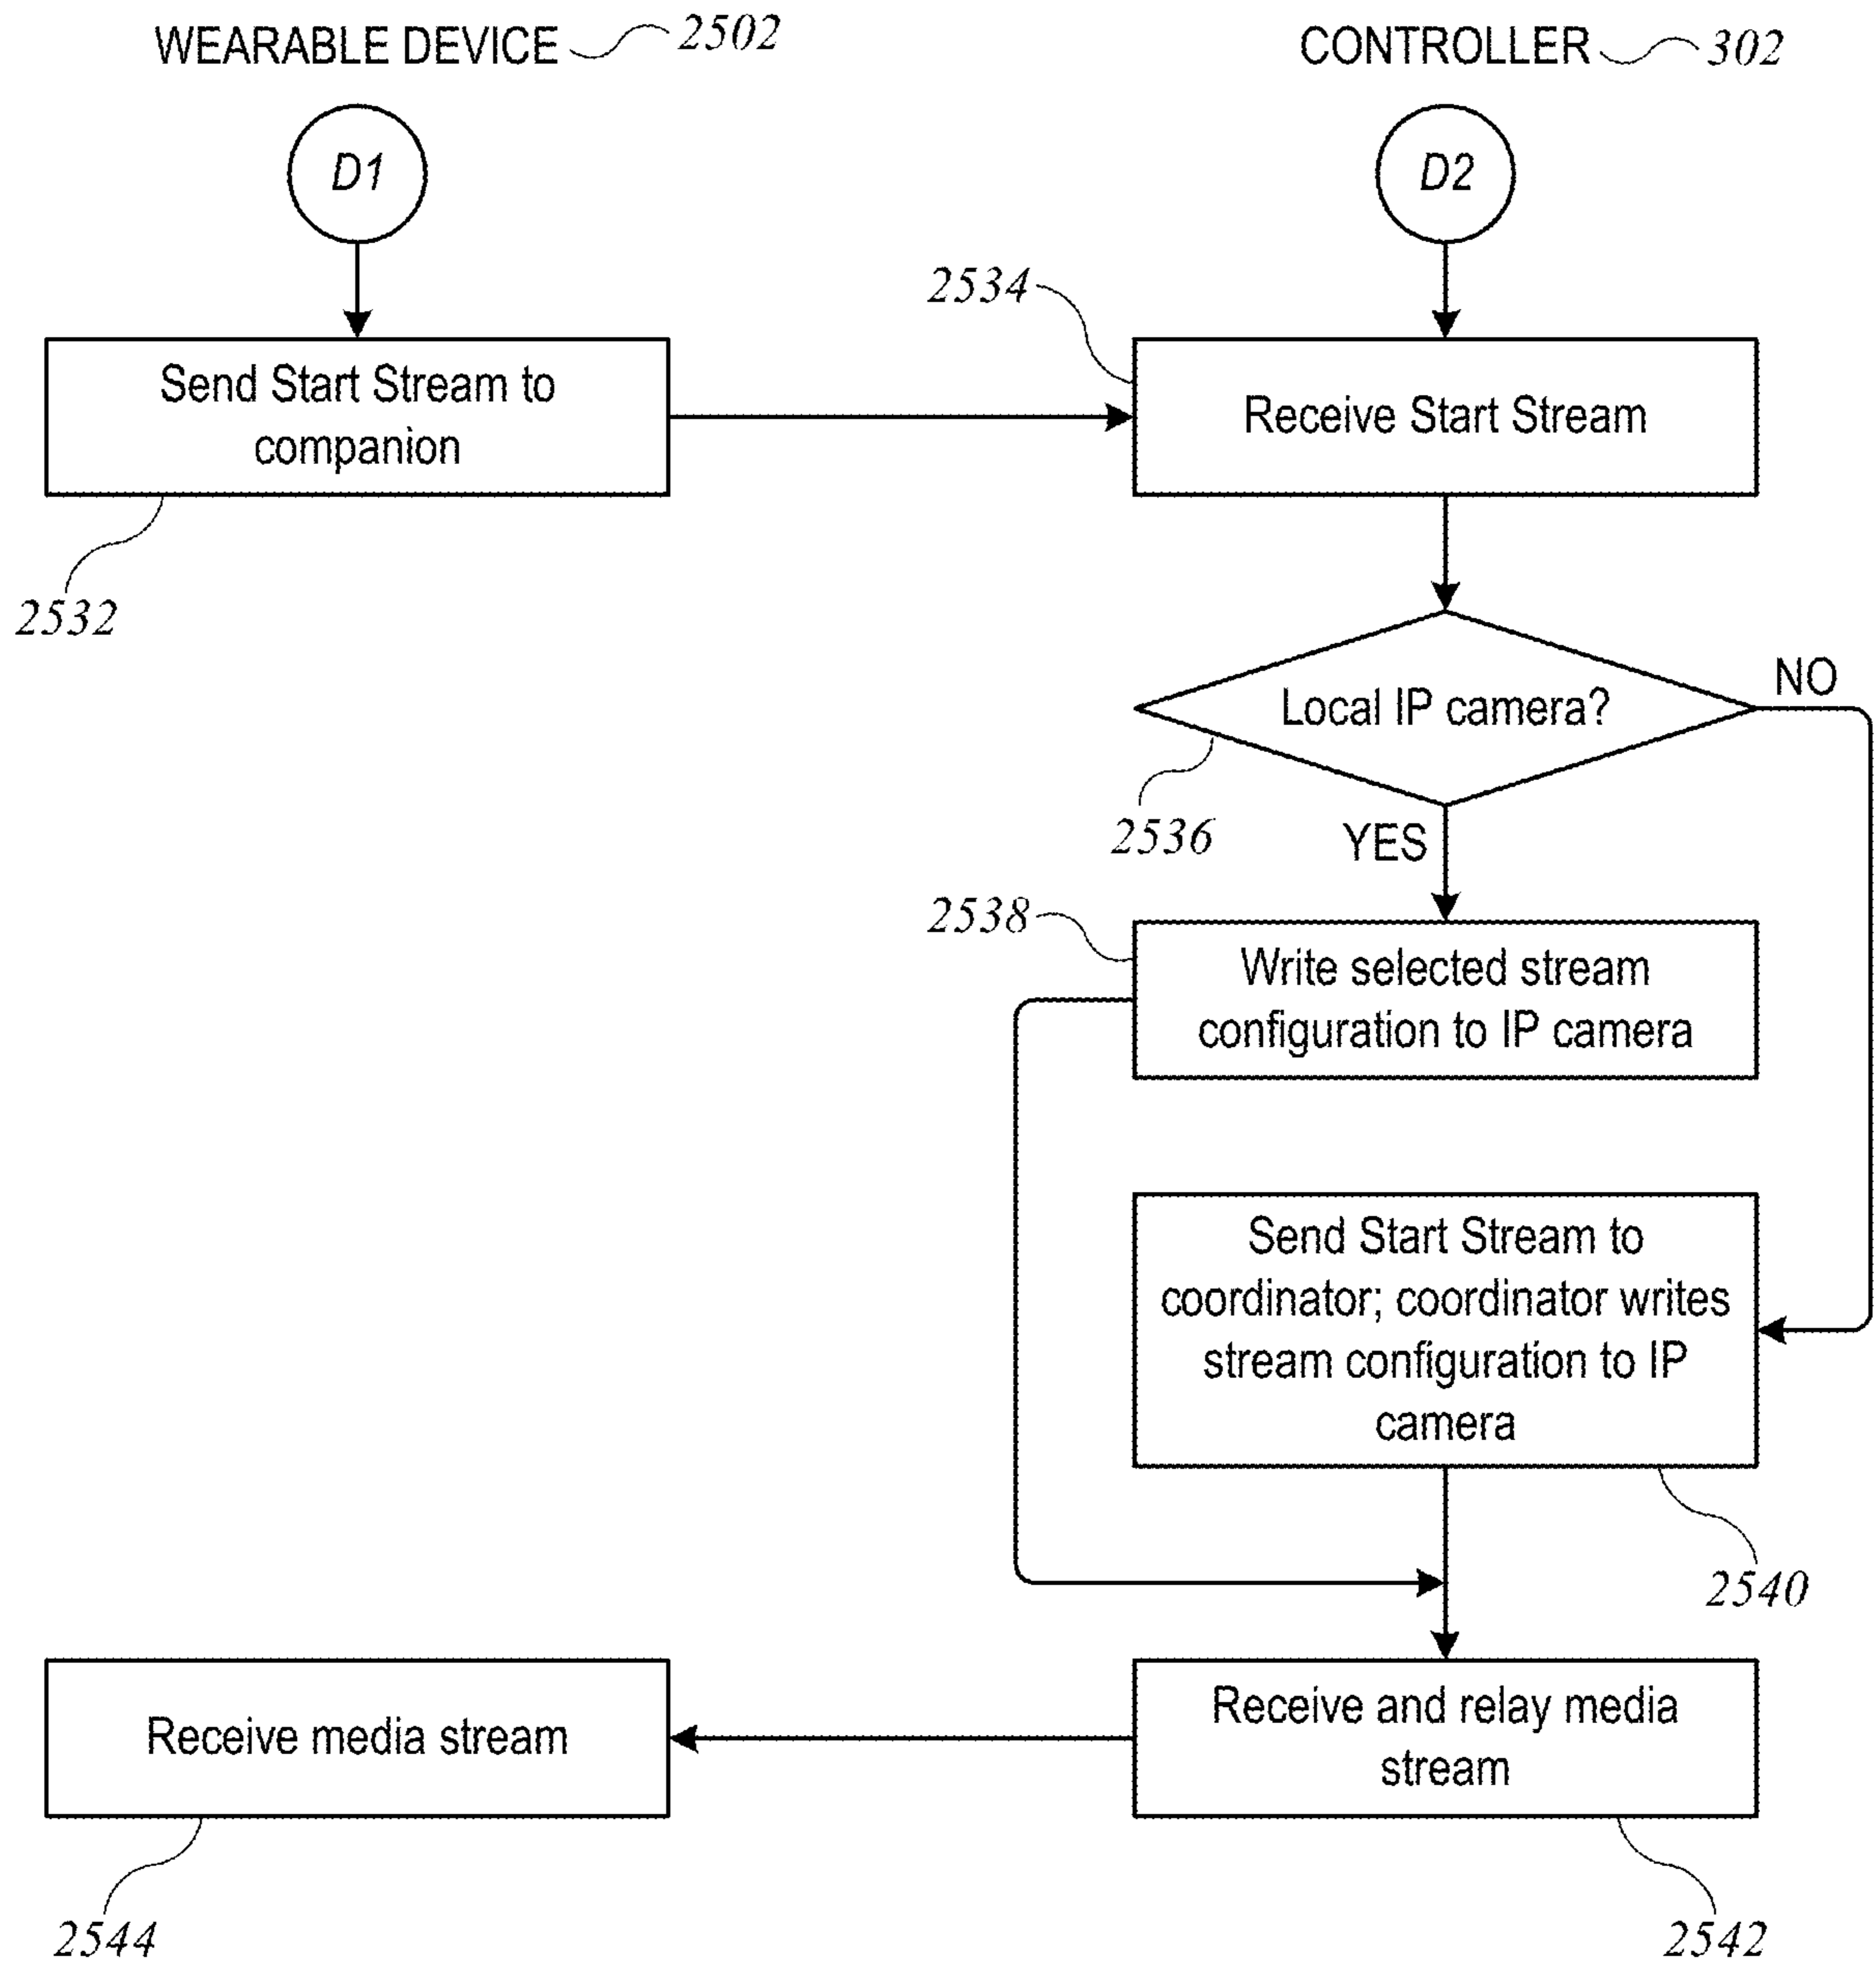 WEARABLE DEVICE 2502
CONTROLLER 302
D1
D2
2534
Send Start Stream to
companion
Receive Start Stream
2532
Local IP camera?
NO
2536
YES
2538
Write selected stream
configuration to IP camera
Send Start Stream to
coordinator; coordinator writes
stream configuration to IP
camera
2540
Receive media stream
Receive and relay media
stream
2544
2542